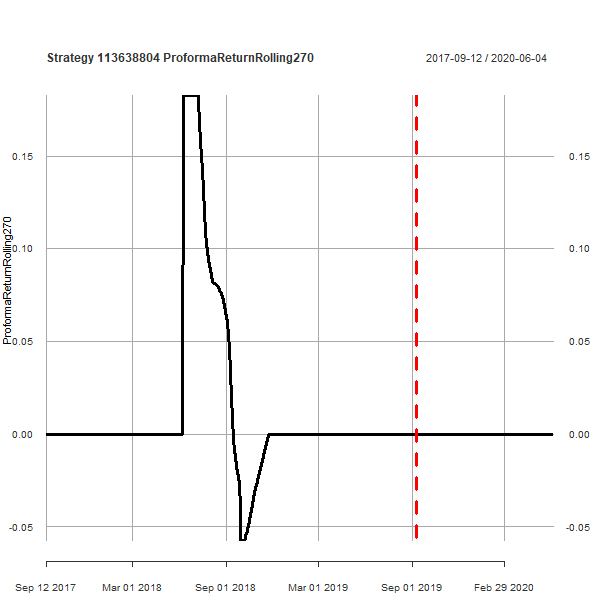 Strategy 113638804 ProformaReturnRolling270
2017-09-12 / 2020-06-04
ProformaReturnRolling270
0.15 0.15
0.10 0.10
0.05 0.05
0.00 0.00
-0.05 -0.05
Sep 12 2017 Mar 01 2018 Sep 01 2018 Mar 01 2019 Sep 01 2019 Feb 29 2020